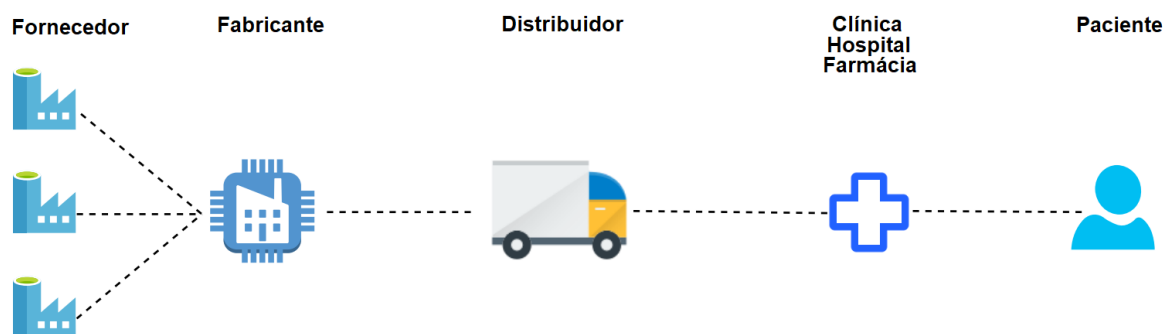 Fornecedor
Fabricante
Distribuidor
Clínica
Hospital
Farmácia
Paciente